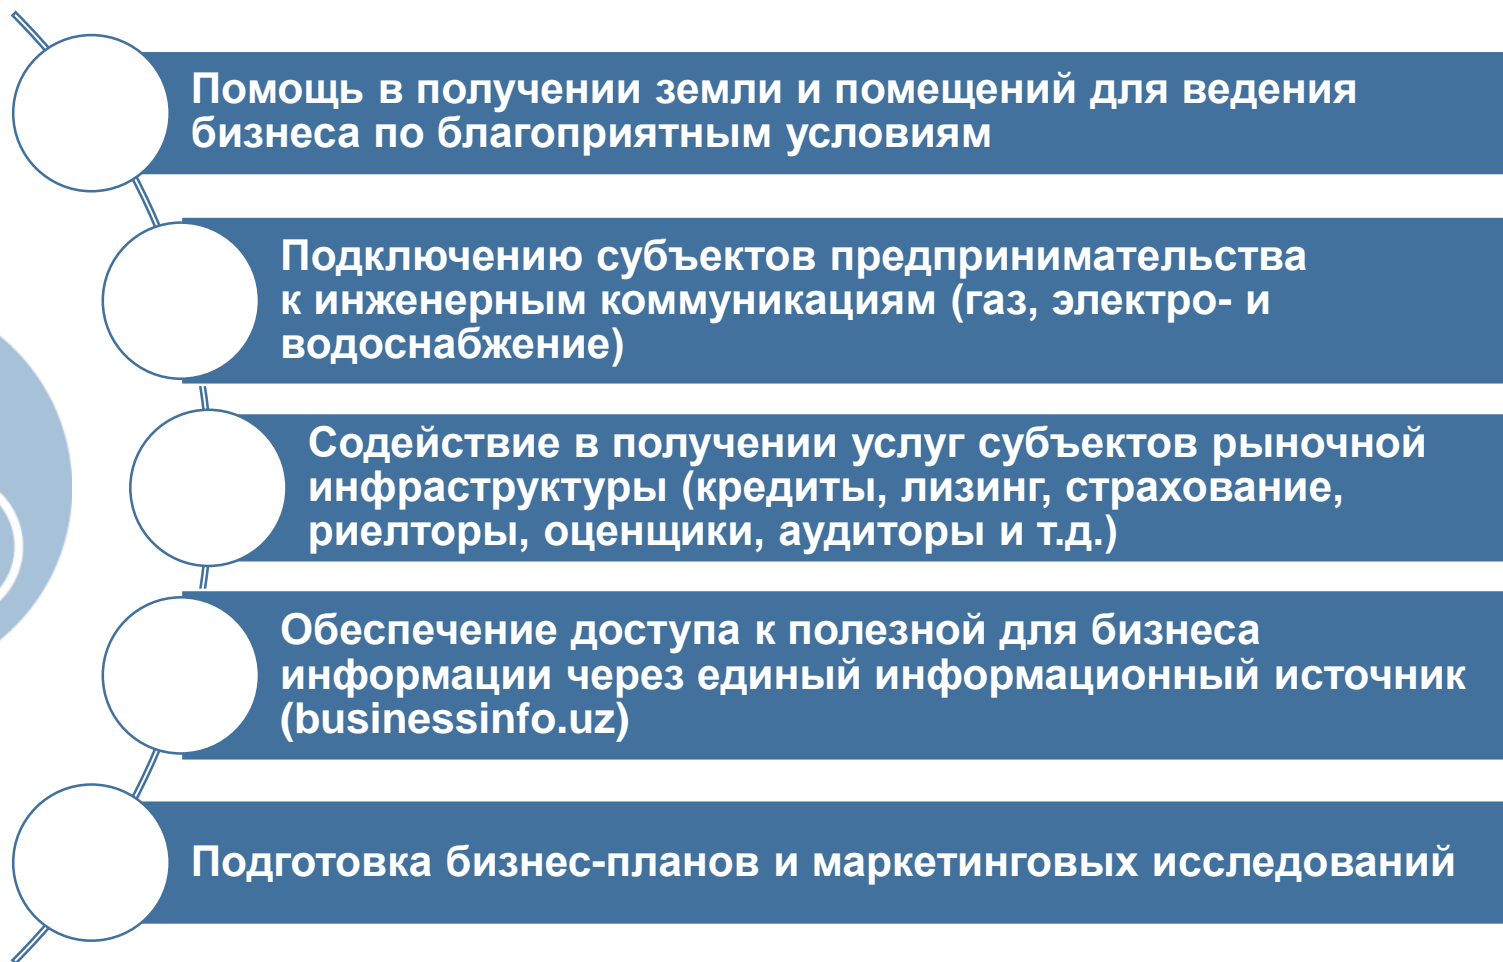 Помощь в получении земли и помещений для ведения
бизнеса по благоприятным условиям
Подключению субъектов предпринимательства
к инженерным коммуникациям (газ, электро- и
водоснабжение)
Содействие в получении услуг субъектов рыночной
инфраструктуры (кредиты, лизинг, страхование,
риелторы, оценщики, аудиторы и т.д.)
Обеспечение доступа к полезной для бизнеса
информации через единый информационный источник
(businessinfo.uz)
Подготовка бизнес-планов и маркетинговых исследований